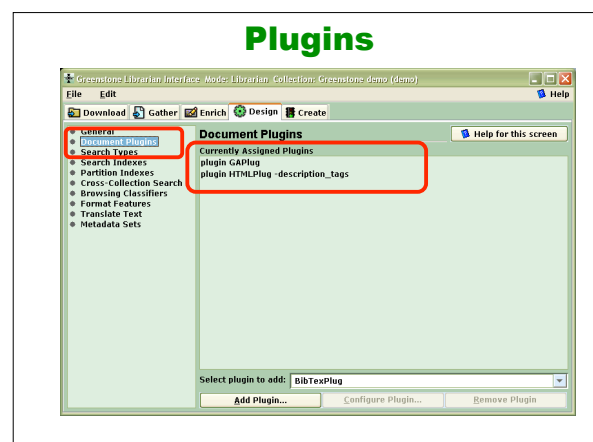 Plugins
Greenstone Librarian Interface Mode: Librarian Collection: Greenstone demo (demo)
File Edit Help
Download Gather Enrich Design Create
General
Document Plugins
Search Types
Search Indexes
Partition Indexes
Cross-Collection Search
Browsing Classifiers
Format Features
Translate Text
Metadata Sets
Document Plugins
Help for this screen
Currently Assigned Plugins
plugin GAPlug
plugin HTMLPlug -description_tags
Select plugin to add: BibTexPlug
Add Plugin... Configure Plugin... Remove Plugin